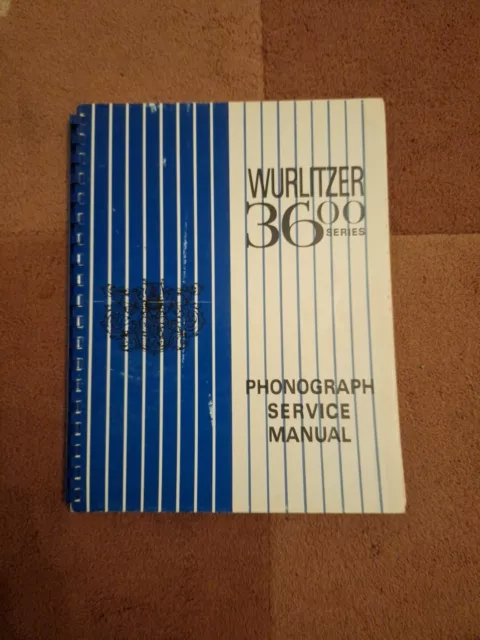 WURLITZER
3600
SERIES
PHONOGRAPH
SERVICE
MANUAL